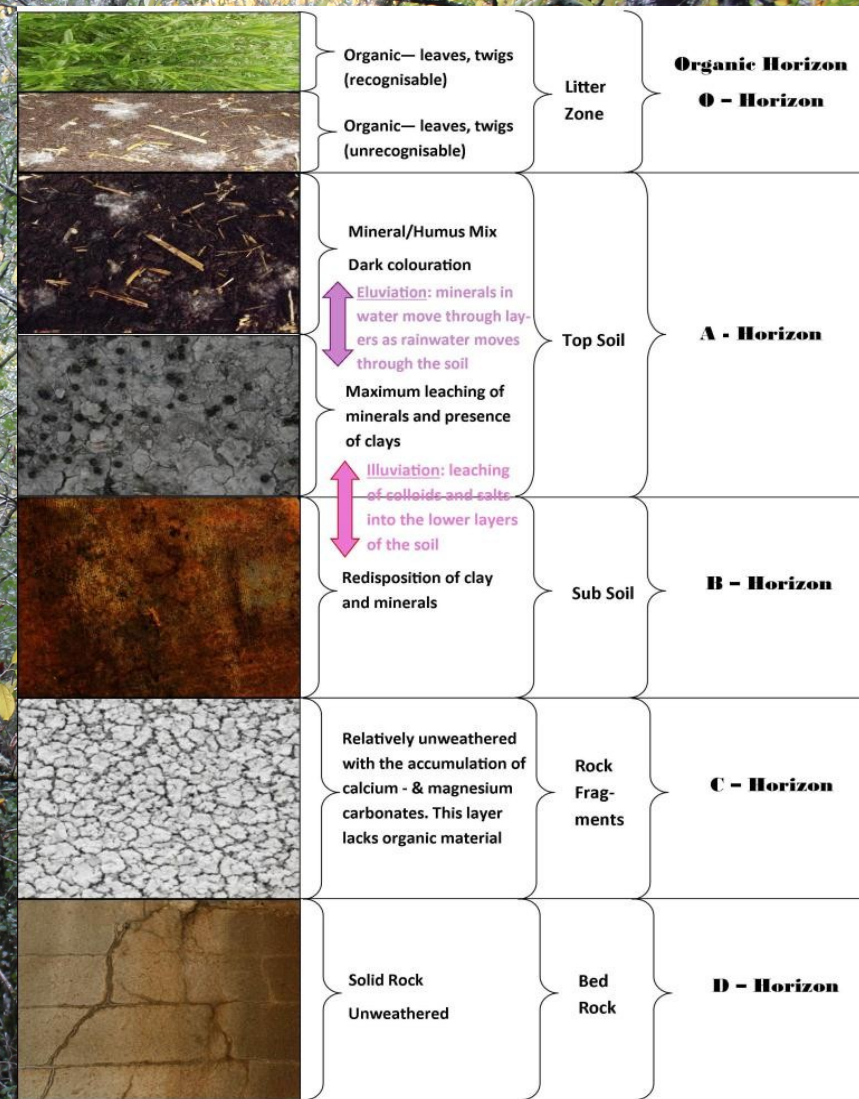 Organic— leaves, twigs
(recognisable)
Organic— leaves, twigs
(unrecognisable)
Litter
Zone
Organic Horizon
O – Horizon
Mineral/Humus Mix
Dark colouration
Eluviation: minerals in
water move through lay-
ers as rainwater moves
through the soil
Maximum leaching of
minerals and presence
of clays
Top Soil
A - Horizon
Illuviation: leaching
of colloids and salts
into the lower layers
of the soil
Redisposition of clay
and minerals
Sub Soil
B – Horizon
Relatively unweathered
with the accumulation of
calcium - & magnesium
carbonates. This layer
lacks organic material
Rock
Frag-
ments
C – Horizon
Solid Rock
Unweathered
Bed
Rock
D – Horizon